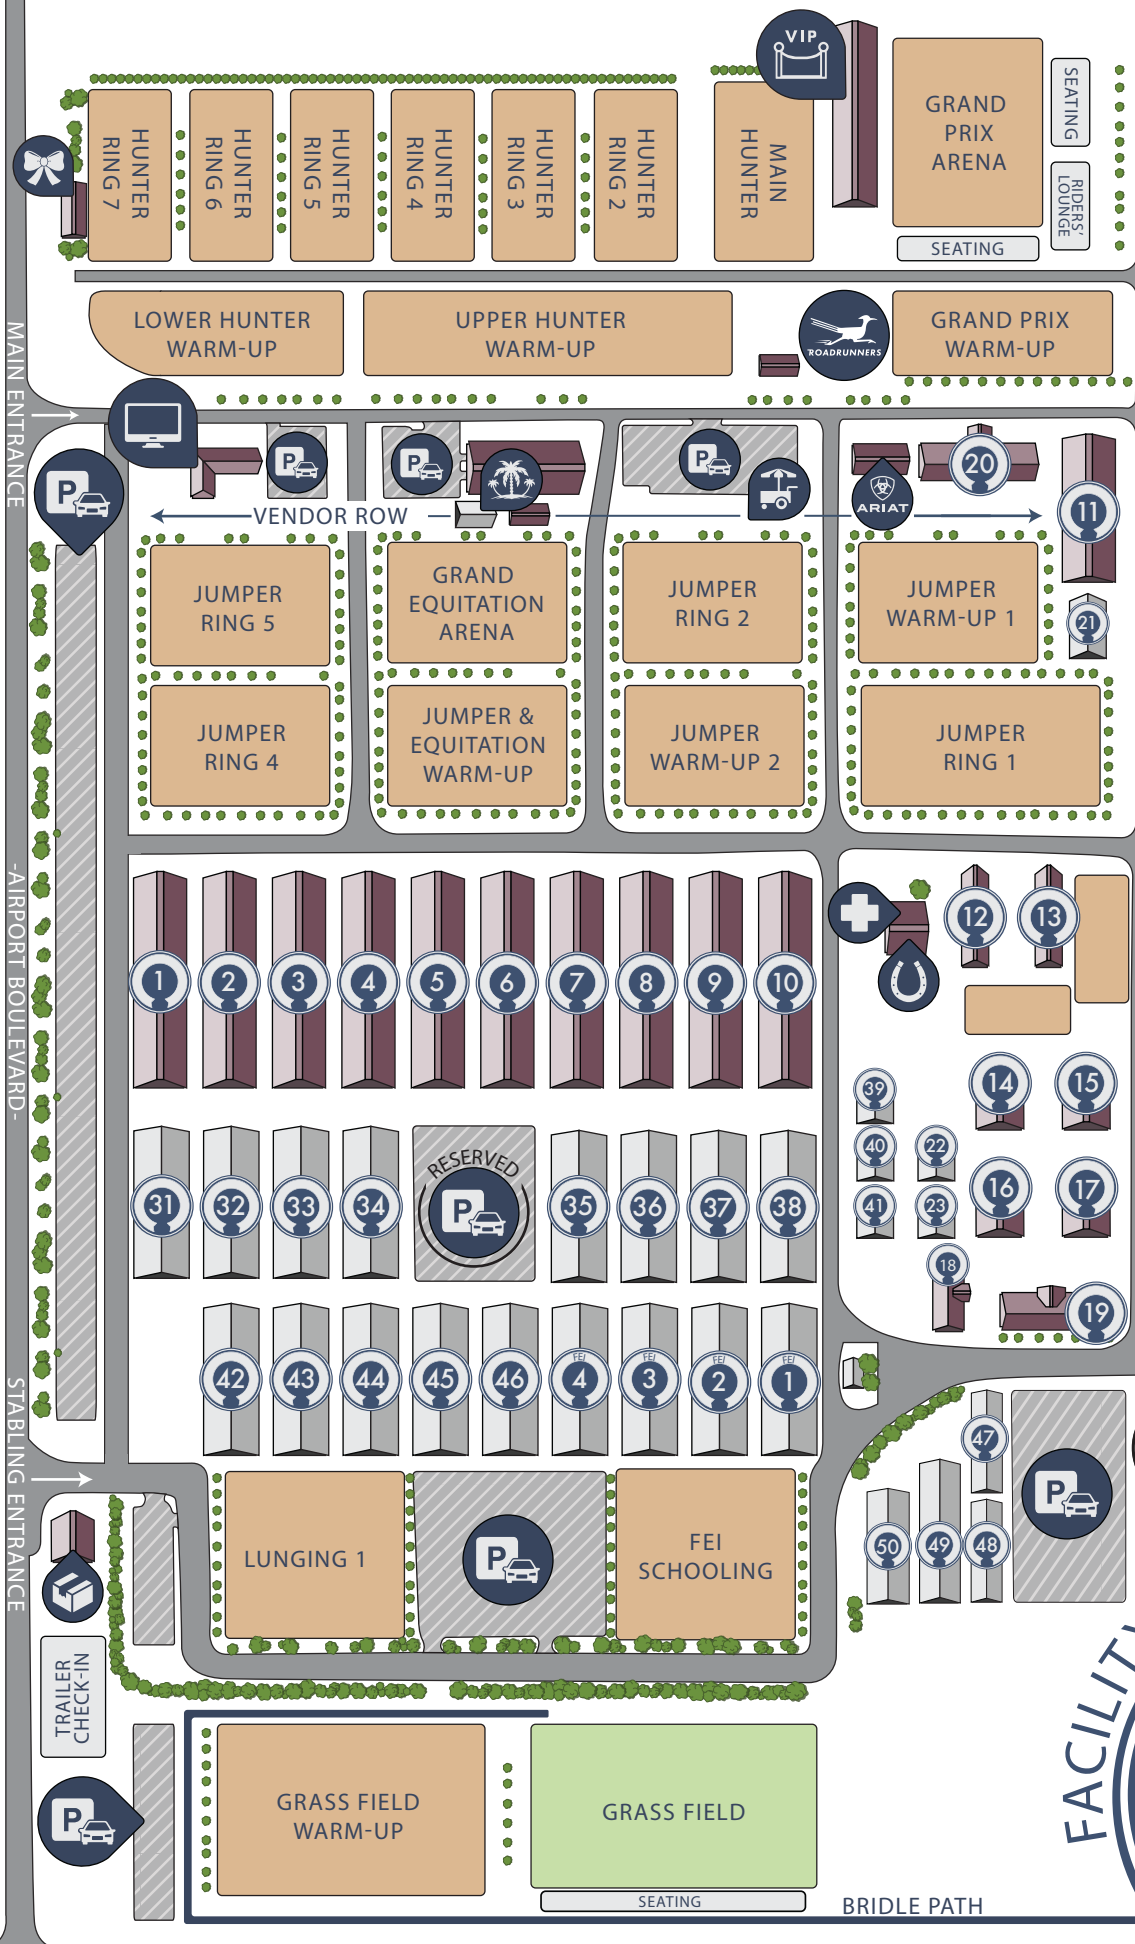 VIP
GRAND
PRIX
ARENA
SEATING
RIDERS'
LOUNGE
SEATING
HUNTER
RING 7
HUNTER
RING 6
HUNTER
RING 5
HUNTER
RING 4
HUNTER
RING 3
HUNTER
RING 2
MAIN
HUNTER
LOWER HUNTER
WARM-UP
UPPER HUNTER
WARM-UP
ROADRUNNERS
GRAND PRIX
WARM-UP
MAIN ENTRANCE
P
P
P
P
20
11
ARIAT
VENDOR ROW
21
JUMPER
RING 5
GRAND
EQUITATION
ARENA
JUMPER
RING 2
JUMPER
WARM-UP 1
JUMPER
RING 4
JUMPER &
EQUITATION
WARM-UP
JUMPER
WARM-UP 2
JUMPER
RING 1
-AIRPORT BOULEVARD-
1
2
3
4
5
6
7
8
9
10
12
13
39
14
15
40
22
41
23
16
17
18
19
31
32
33
34
RESERVED
P
35
36
37
38
42
43
44
45
46
FEI
4
FEI
3
FEI
2
FEI
1
STABLING ENTRANCE
47
50
49
48
P
LUNGING 1
P
FEI
SCHOOLING
TRAILER
CHECK-IN
P
GRASS FIELD
WARM-UP
GRASS FIELD
SEATING
BRIDLE PATH
FACILITY